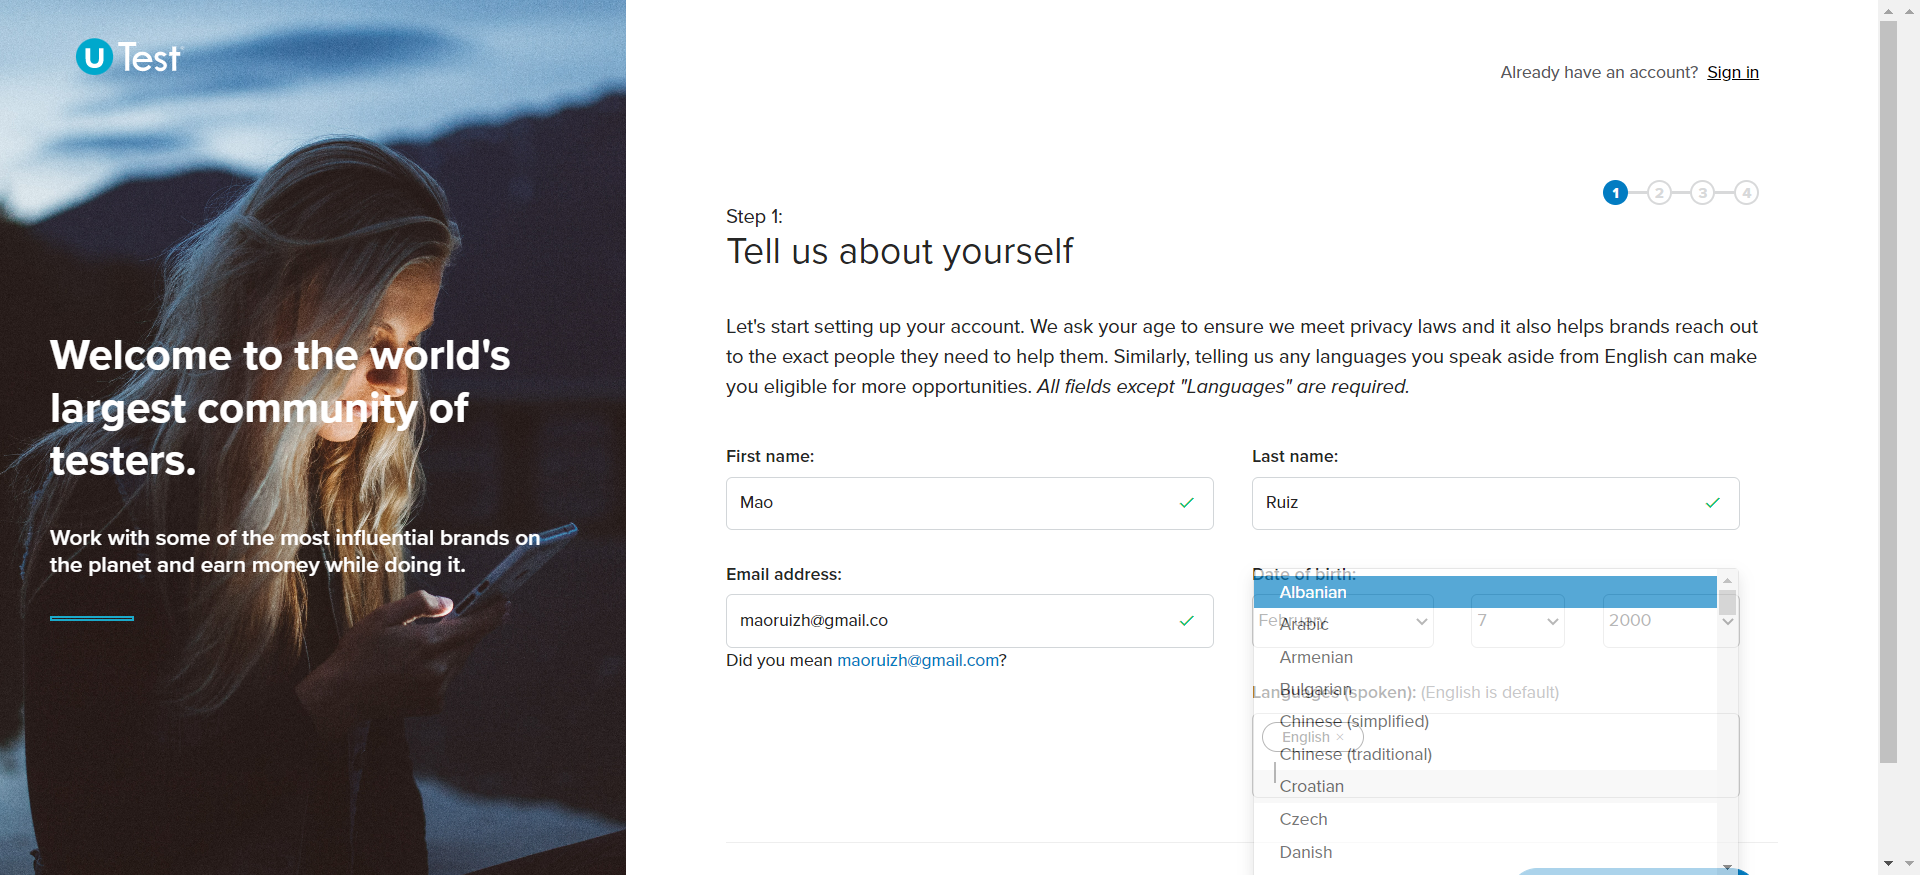 U Test
Already have an account? Sign in
1 2 3 4
Step 1:
Tell us about yourself
Let's start setting up your account. We ask your age to ensure we meet privacy laws and it also helps brands reach out
to the exact people they need to help them. Similarly, telling us any languages you speak aside from English can make
you eligible for more opportunities. All fields except "Languages" are required.
Welcome to the world's
largest community of
testers.
Work with some of the most influential brands on
the planet and earn money while doing it.
First name:
Mao
Last name:
Ruiz
Email address:
maoruizh@gmail.co
Did you mean maoruizh@gmail.com?
Date of birth:
February 7 2000
Languages (spoken): (English is default)
English ×
Albanian
Arabic
Armenian
Bulgarian
Chinese (simplified)
Chinese (traditional)
Croatian
Czech
Danish